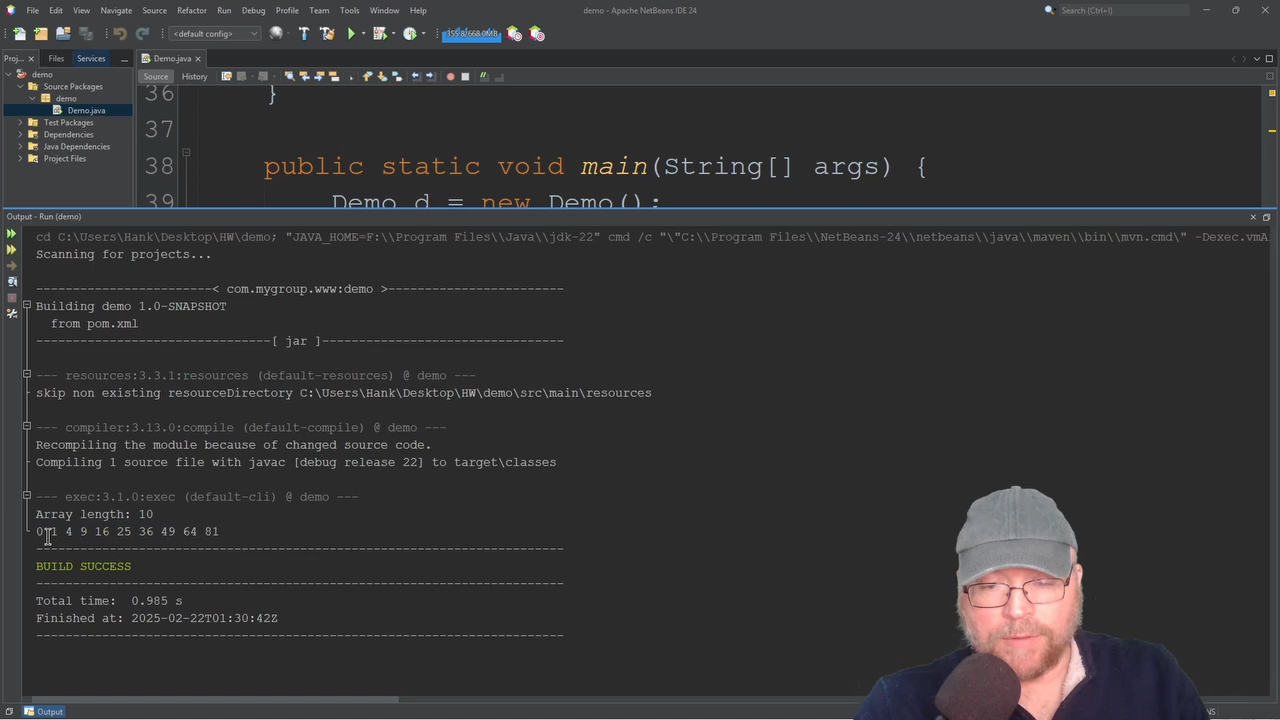 File Edit View Navigate Source Refactor Run Debug Profile Team Tools Window Help
demo - Apache NetBeans IDE 24
Search (Ctrl+I)
<default config>
155.8/668.0MB
Proj... Files Services
Demo.java
Source History
demo
Source Packages
demo
Demo.java
Test Packages
Dependencies
Java Dependencies
Project Files
36 }
37
38 public static void main(String[] args) {
39 Demo d = new Demo();
Output - Run (demo)
cd C:\Users\Hank\Desktop\HW\demo; "JAVA_HOME=F:\\Program Files\\Java\\jdk-22" cmd /c "\"C:\\Program Files\\NetBeans-24\\netbeans\\java\\maven\\bin\\mvn.cmd\" -Dexec.vmA
Scanning for projects...
------------------------< com.mygroup.www:demo >------------------------
Building demo 1.0-SNAPSHOT
from pom.xml
--------------------------------[ jar ]---------------------------------
--- resources:3.3.1:resources (default-resources) @ demo ---
skip non existing resourceDirectory C:\Users\Hank\Desktop\HW\demo\src\main\resources
--- compiler:3.13.0:compile (default-compile) @ demo ---
Recompiling the module because of changed source code.
Compiling 1 source file with javac [debug release 22] to target\classes
--- exec:3.1.0:exec (default-cli) @ demo ---
Array length: 10
0 1 4 9 16 25 36 49 64 81
------------------------------------------------------------------------
BUILD SUCCESS
------------------------------------------------------------------------
Total time: 0.985 s
Finished at: 2025-02-22T01:30:42Z
------------------------------------------------------------------------
Output